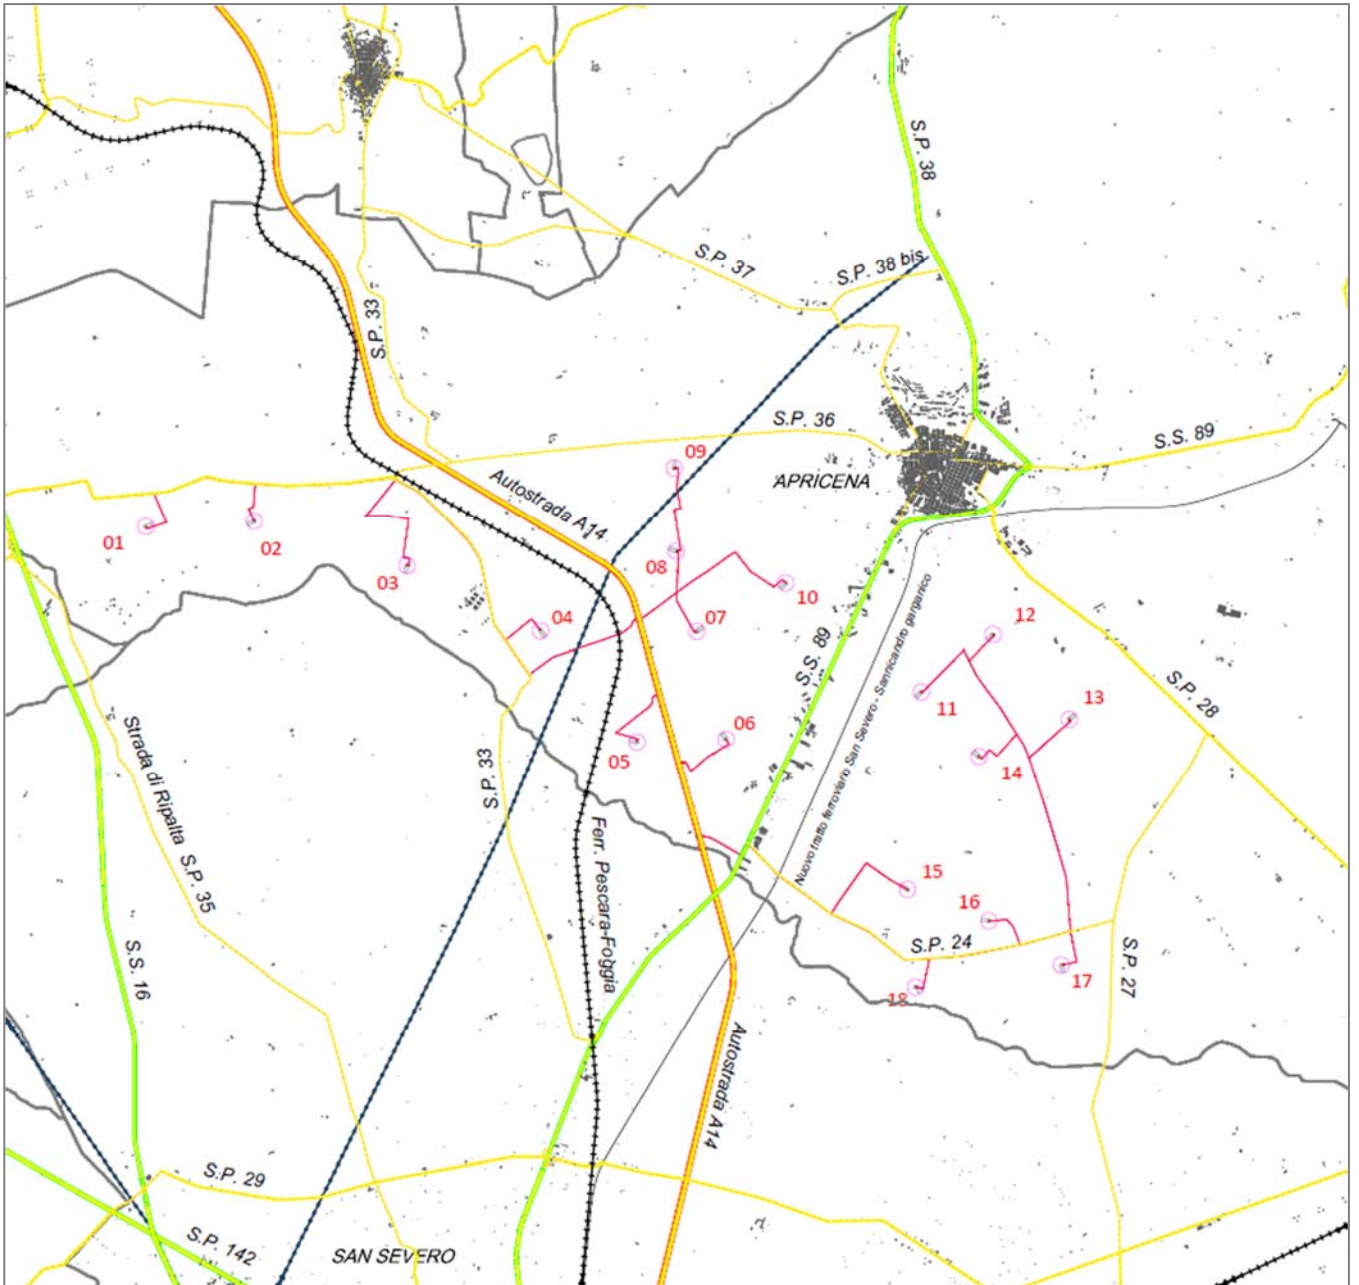 S.P. 38
S.P. 37
S.P. 38 bis
S.P. 33
S.P. 36
S.S. 89
09
APRICENA
Autostrada A14
01
02
03
08
10
04
07
12
S.S. 89
Nuovo tratto ferroviario San Severo - Sannicandro garganico
11
13
S.P. 28
06
05
14
S.P. 33
Strada di Ripalta S.P. 35
Ferr. Pescara-Foggia
15
16
S.P. 24
17
S.P. 27
S.S. 16
18
Autostrada A14
S.P. 29
S.P. 142
SAN SEVERO